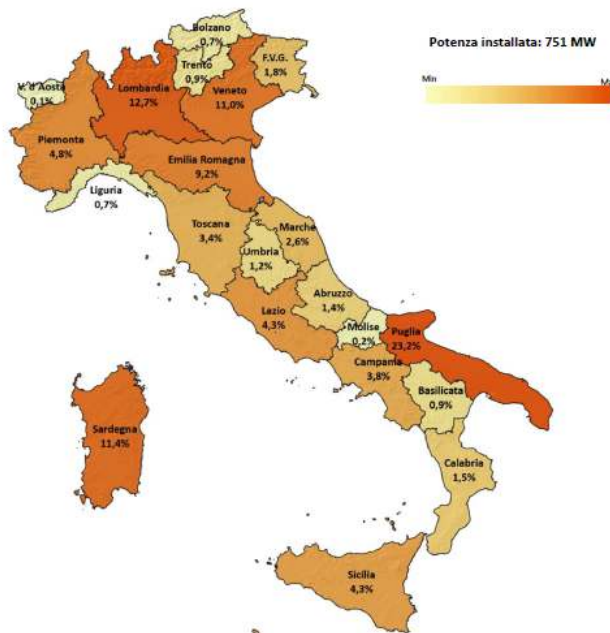 Bolzano
0,7%
Potenza installata: 751 MW
Trento
0,9%
F.V.G.
1,8%
V. d'Aosta
0,1%
Lombardia
12,7%
Veneto
11,0%
Min
M
Piemonta
4,8%
Emilia Romagna
9,2%
Liguria
0,7%
Toscana
3,4%
Marche
2,6%
Umbria
1,2%
Abruzzo
1,4%
Lazio
4,3%
Molise
0,2%
Puglia
23,2%
Campania
3,8%
Basilicata
0,9%
Sardegna
11,4%
Calabria
1,5%
Sicilia
4,3%